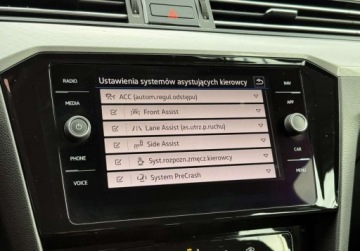 RADIO
MEDIA
PHONE
VOICE
Ustawienia systemów asystujących kierowcy
ACC (autom.regul.odstępu)
Front Assist
Lane Assist (as.utrz.p.ruchu)
Side Assist
Syst.rozpozn.zmęcz.kierowcy
System PreCrash
NAV
APP
CAR
MENU